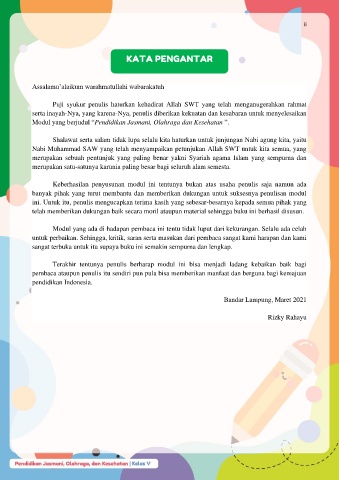 ii
KATA PENGANTAR
Assalamu'alaikum warahmatullahi wabarakatuh
Puji syukur penulis haturkan kehadirat Allah SWT yang telah menganugerahkan rahmat
serta inayah-Nya, yang karena-Nya, penulis diberikan kekuatan dan kesabaran untuk menyelesaikan
Modul yang berjudul "Pendidikan Jasmani, Olahraga dan Kesehatan ".
Shalawat serta salam tidak lupa selalu kita haturkan untuk junjungan Nabi agung kita, yaitu
Nabi Muhammad SAW yang telah menyampaikan petunjukan Allah SWT untuk kita semua, yang
merupakan sebuah pentunjuk yang paling benar yakni Syariah agama Islam yang sempurna dan
merupakan satu-satunya karunia paling besar bagi seluruh alam semesta.
Keberhasilan penyusunan modul ini tentunya bukan atas usaha penulis saja namun ada
banyak pihak yang turut membantu dan memberikan dukungan untuk suksesnya penulisan modul
ini. Untuk itu, penulis mengucapkan terima kasih yang sebesar-besarnya kepada semua pihak yang
telah memberikan dukungan baik secara moril ataupun material sehingga buku ini berhasil disusun.
Modul yang ada di hadapan pembaca ini tentu tidak luput dari kekurangan. Selalu ada celah
untuk perbaikan. Sehingga, kritik, saran serta masukan dari pembaca sangat kami harapkan dan kami
sangat terbuka untuk itu supaya buku ini semakin sempurna dan lengkap.
Terakhir tentunya penulis berharap modul ini bisa menjadi ladang kebaikan baik bagi
pembaca ataupun penulis itu sendiri pun pula bisa memberikan manfaat dan berguna bagi kemajuan
pendidikan Indonesia.
Bandar Lampung, Maret 2021
Rizky Rahayu
Pendidikan Jasmani, Olahraga, dan Kesehatan | Kelas V